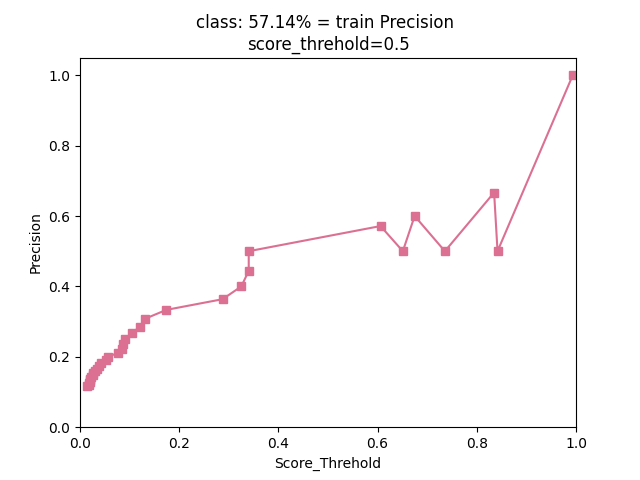 class: 57.14% = train Precision
score_threhold=0.5
1.0
0.8
0.6
0.4
0.2
0.0
Precision
0.0 0.2 0.4 0.6 0.8 1.0
Score_Threhold